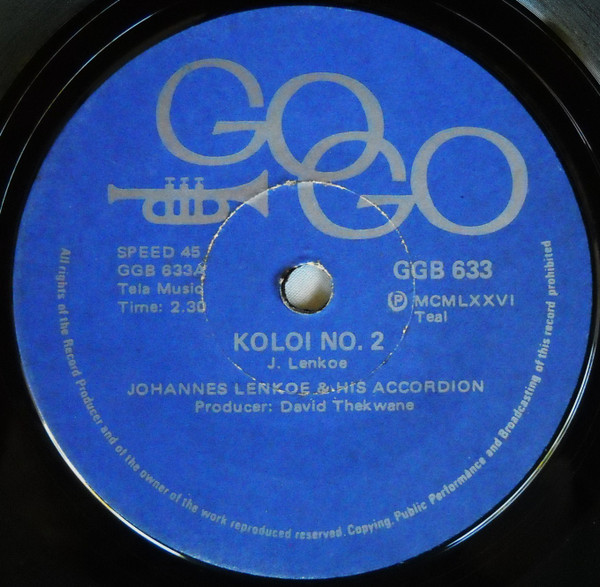 GO GO
SPEED 45
GGB 633A
Tela Music
Time: 2.30
GGB 633
Ⓟ MCMLXXVI
Teal
KOLOI NO. 2
J. Lenkoe
JOHANNES LENKOE & HIS ACCORDION
Producer: David Thekwane
All rights of the Record Producer and of the owner of the work reproduced reserved. Copying, Public Performance and Broadcasting of this record prohibited